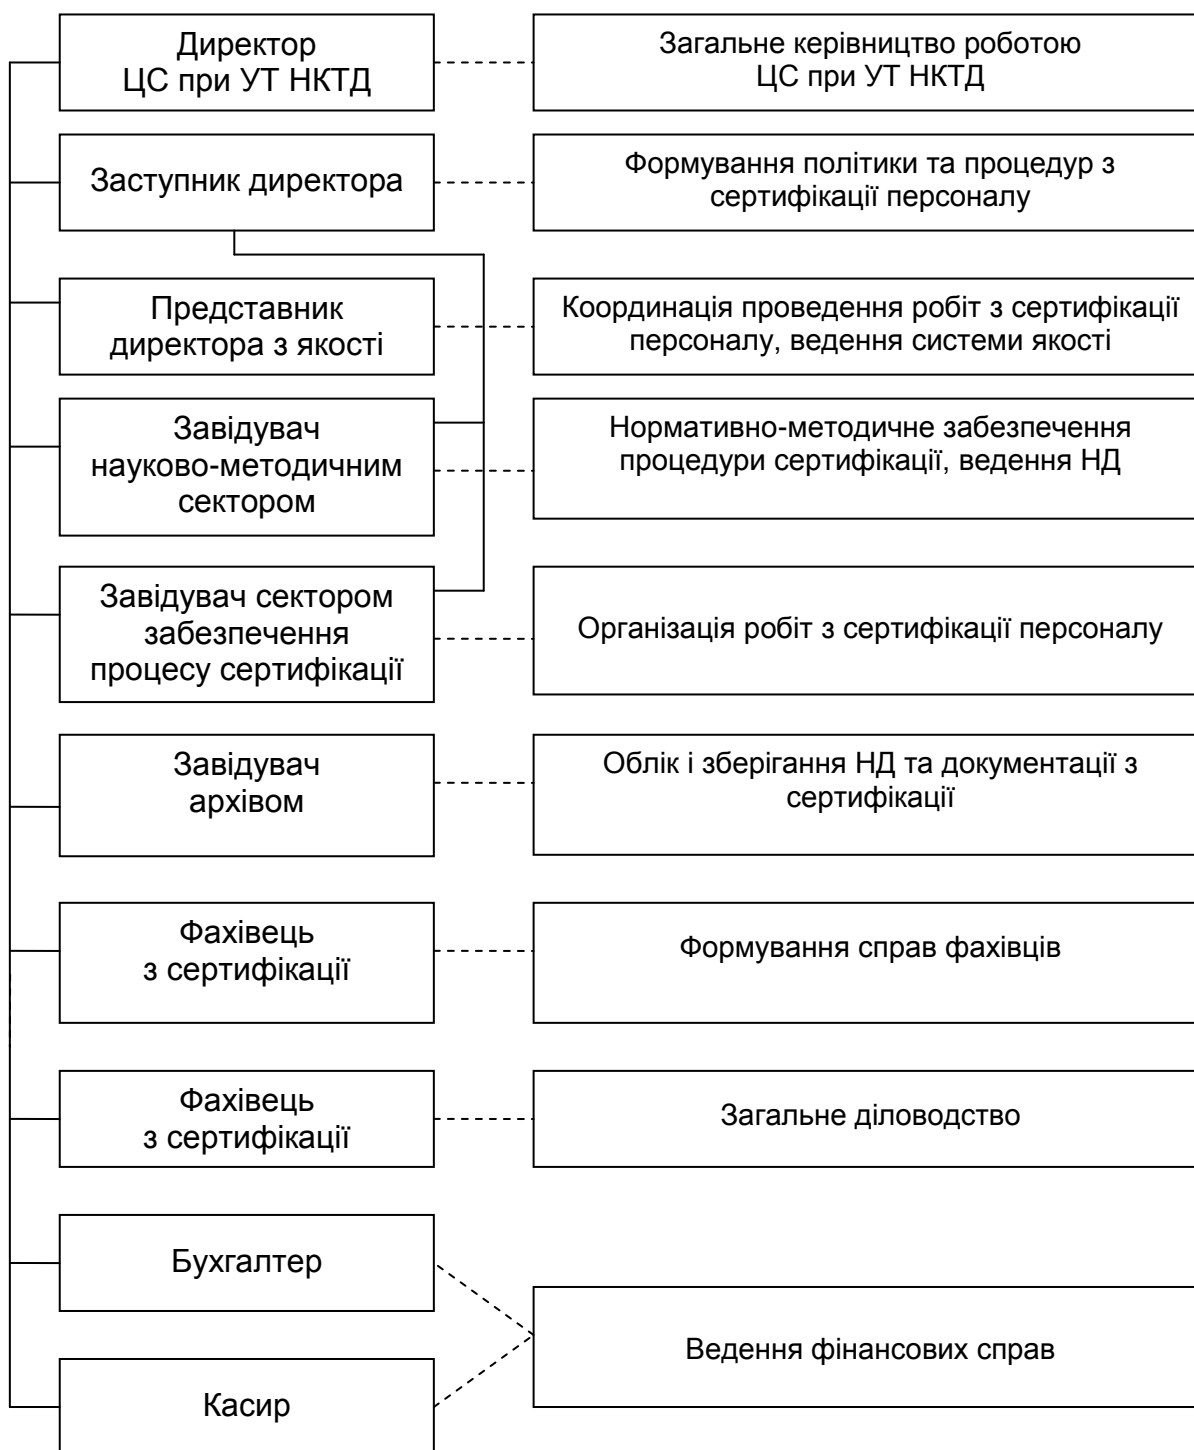 Директор
ЦС при УТ НКТД
Загальне керівництво роботою
ЦС при УТ НКТД
Заступник директора
Формування політики та процедур з
сертифікації персоналу
Представник
директора з якості
Координація проведення робіт з сертифікації
персоналу, ведення системи якості
Завідувач
науково-методичним
сектором
Нормативно-методичне забезпечення
процедури сертифікації, ведення НД
Завідувач сектором
забезпечення
процесу сертифікації
Організація робіт з сертифікації персоналу
Завідувач
архівом
Облік і зберігання НД та документації з
сертифікації
Фахівець
з сертифікації
Формування справ фахівців
Фахівець
з сертифікації
Загальне діловодство
Бухгалтер
Ведення фінансових справ
Касир